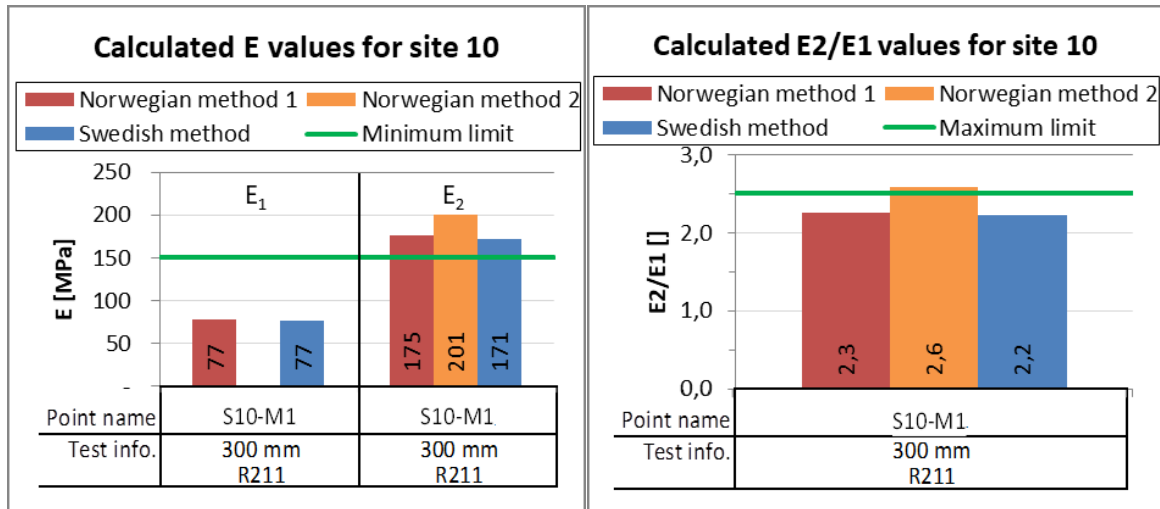 Calculated E values for site 10
Norwegian method 1
Norwegian method 2
Swedish method
Minimum limit
E₁
E₂
E [MPa]
250
200
150
100
50
-
77
77
175
201
171
Point name
S10-M1
S10-M1
Test info.
300 mm
R211
300 mm
R211
Calculated E2/E1 values for site 10
Norwegian method 1
Norwegian method 2
Swedish method
Maximum limit
E2/E1 []
3,0
2,0
1,0
0,0
2,3
2,6
2,2
Point name
S10-M1
Test info.
300 mm
R211